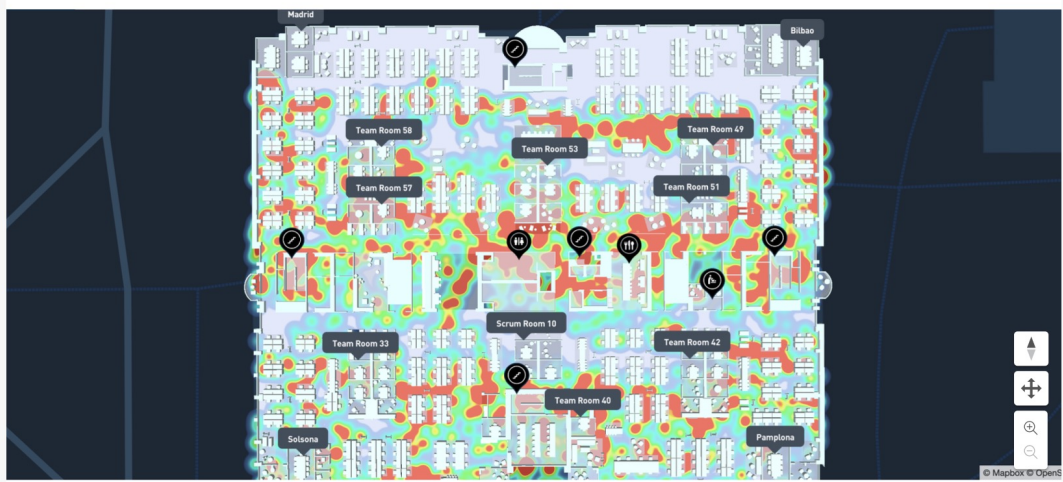 Madrid
Bilbao
Team Room 58
Team Room 49
Team Room 53
Team Room 57
Team Room 51
Scrum Room 10
Team Room 33
Team Room 42
Team Room 40
Solsona
Pamplona
© Mapbox © OpenS